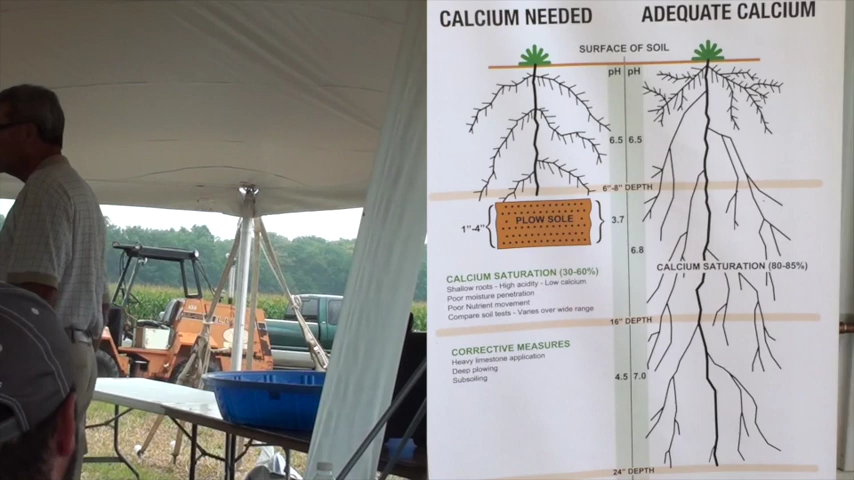 CALCIUM NEEDED
ADEQUATE CALCIUM
SURFACE OF SOIL
pH pH
6.5 6.5
6"-8" DEPTH
1"-4"
PLOW SOLE
3.7
6.8
CALCIUM SATURATION (30-60%)
Shallow roots - High acidity - Low calcium
Poor moisture penetration
Poor Nutrient movement
Compare soil tests - Varies over wide range
CALCIUM SATURATION (80-85%)
16" DEPTH
CORRECTIVE MEASURES
Heavy limestone application
Deep plowing
Subsoiling
4.5 7.0
24" DEPTH